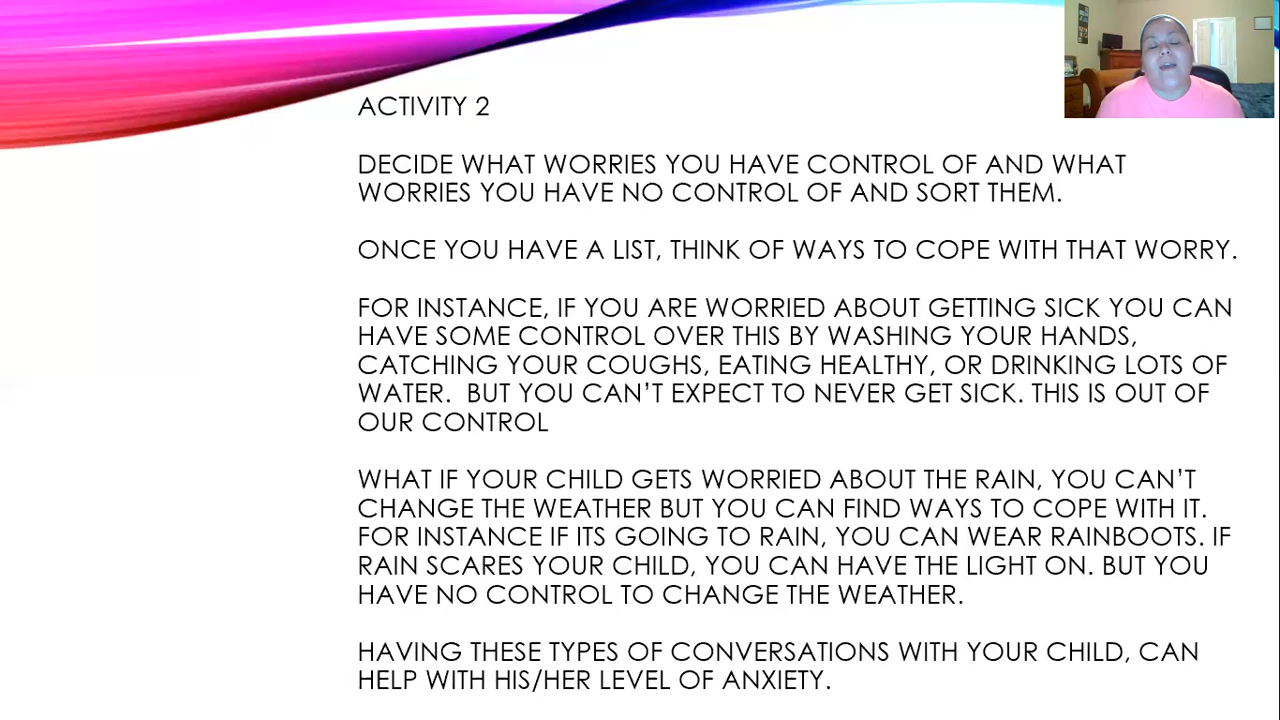 ACTIVITY 2
DECIDE WHAT WORRIES YOU HAVE CONTROL OF AND WHAT
WORRIES YOU HAVE NO CONTROL OF AND SORT THEM.
ONCE YOU HAVE A LIST, THINK OF WAYS TO COPE WITH THAT WORRY.
FOR INSTANCE, IF YOU ARE WORRIED ABOUT GETTING SICK YOU CAN
HAVE SOME CONTROL OVER THIS BY WASHING YOUR HANDS,
CATCHING YOUR COUGHS, EATING HEALTHY, OR DRINKING LOTS OF
WATER.  BUT YOU CAN'T EXPECT TO NEVER GET SICK. THIS IS OUT OF
OUR CONTROL
WHAT IF YOUR CHILD GETS WORRIED ABOUT THE RAIN, YOU CAN'T
CHANGE THE WEATHER BUT YOU CAN FIND WAYS TO COPE WITH IT.
FOR INSTANCE IF ITS GOING TO RAIN, YOU CAN WEAR RAINBOOTS. IF
RAIN SCARES YOUR CHILD, YOU CAN HAVE THE LIGHT ON. BUT YOU
HAVE NO CONTROL TO CHANGE THE WEATHER.
HAVING THESE TYPES OF CONVERSATIONS WITH YOUR CHILD, CAN
HELP WITH HIS/HER LEVEL OF ANXIETY.